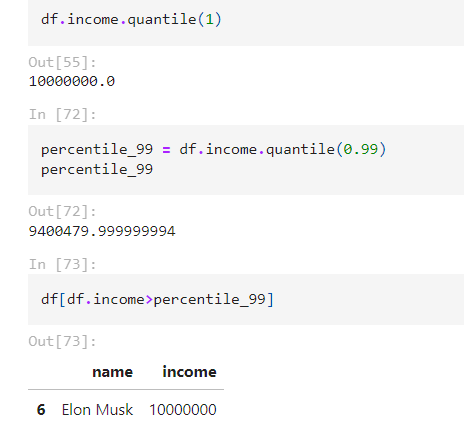 df.income.quantile(1)
Out[55]:
10000000.0
In [72]:
percentile_99 = df.income.quantile(0.99)
percentile_99
Out[72]:
9400479.999999994
In [73]:
df[df.income>percentile_99]
Out[73]:
name income
6 Elon Musk 10000000